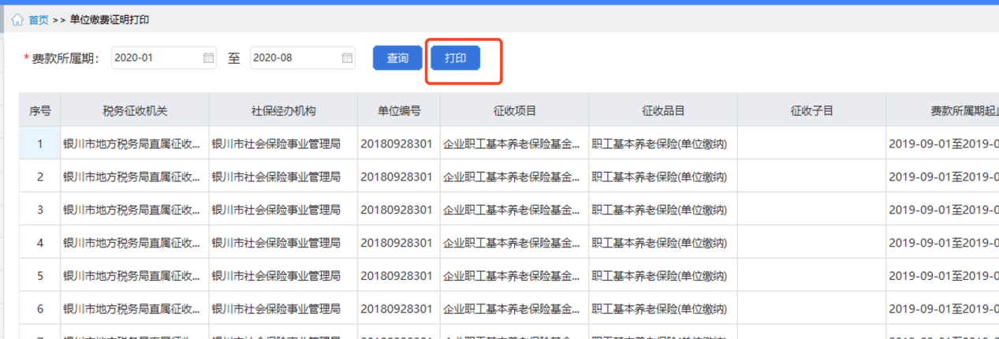 首页 >> 单位缴费证明打印
*费款所属期： 2020-01 至 2020-08 查询 打印
序号 税务征收机关 社保经办机构 单位编号 征收项目 征收品目 征收子目 费款所属期起
1 银川市地方税务局直属征收... 银川市社会保险事业管理局 20180928301 企业职工基本养老保险基金... 职工基本养老保险(单位缴纳) 2019-09-01至2019-0
2 银川市地方税务局直属征收... 银川市社会保险事业管理局 20180928301 企业职工基本养老保险基金... 职工基本养老保险(单位缴纳) 2019-09-01至2019-0
3 银川市地方税务局直属征收... 银川市社会保险事业管理局 20180928301 企业职工基本养老保险基金... 职工基本养老保险(单位缴纳) 2019-09-01至2019-0
4 银川市地方税务局直属征收... 银川市社会保险事业管理局 20180928301 企业职工基本养老保险基金... 职工基本养老保险(单位缴纳) 2019-09-01至2019-0
5 银川市地方税务局直属征收... 银川市社会保险事业管理局 20180928301 企业职工基本养老保险基金... 职工基本养老保险(单位缴纳) 2019-09-01至2019-0
6 银川市地方税务局直属征收... 银川市社会保险事业管理局 20180928301 企业职工基本养老保险基金... 职工基本养老保险(单位缴纳) 2019-09-01至2019-0